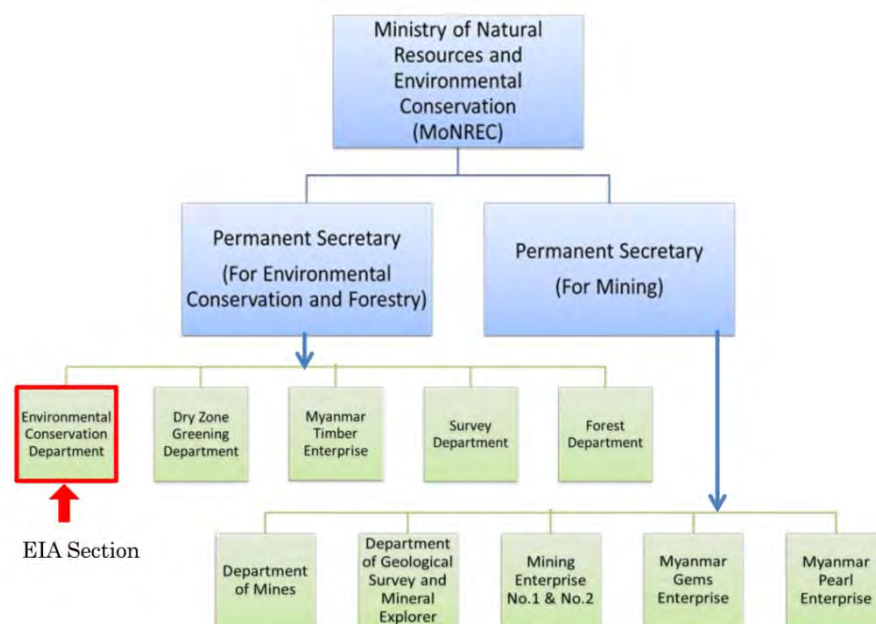 Ministry of Natural
Resources and
Environmental
Conservation
(MoNREC)
Permanent Secretary
(For Environmental
Conservation and Forestry)
Permanent Secretary
(For Mining)
Environmental
Conservation
Department
Dry Zone
Greening
Department
Myanmar
Timber
Enterprise
Survey
Department
Forest
Department
EIA Section
Department
of Mines
Department
of Geological
Survey and
Mineral
Explorer
Mining
Enterprise
No.1 & No.2
Myanmar
Gems
Enterprise
Myanmar
Pearl
Enterprise